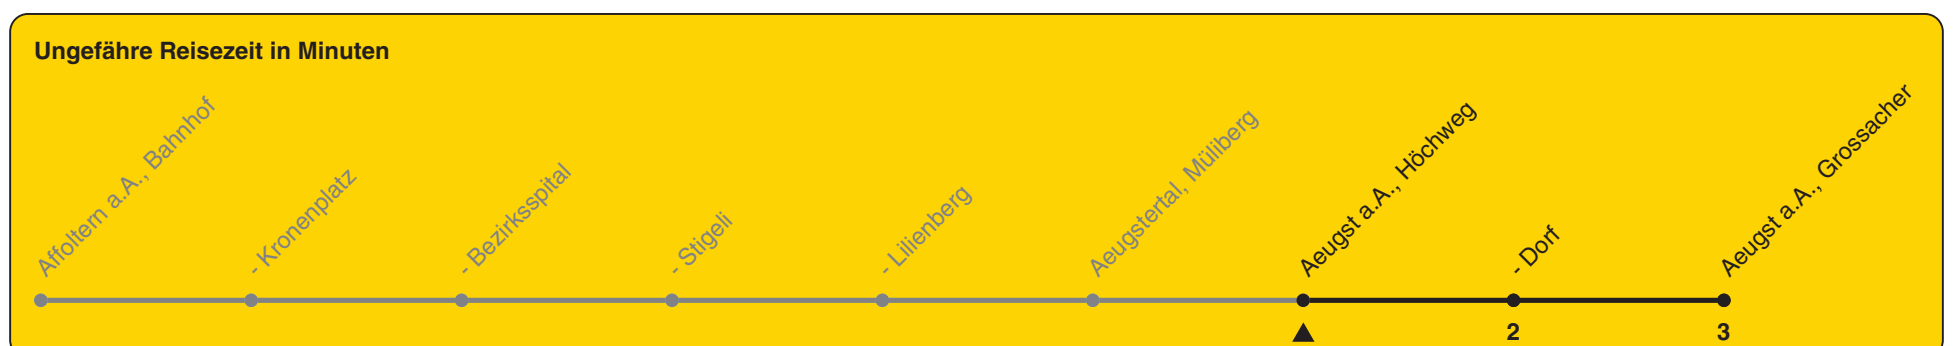 Ungefähre Reisezeit in Minuten
Affoltern a.A., Bahnhof
- Kronenplatz
- Bezirksspital
- Stigeli
- Lilienberg
Aeugstertal, Müliberg
Aeugst a.A., Höchweg
- Dorf
Aeugst a.A., Grossacher
2
3